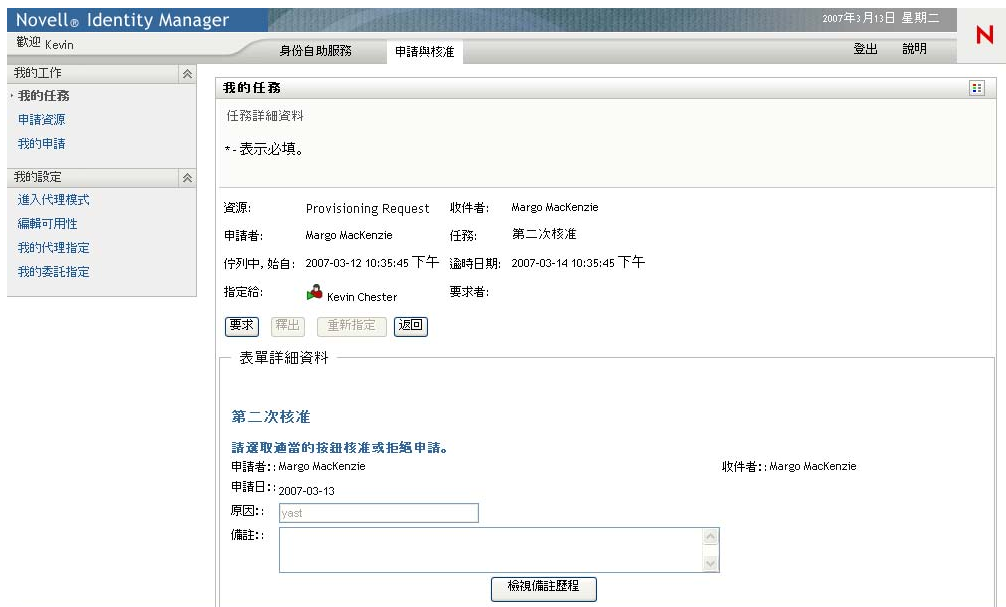 Novell® Identity Manager
2007年3月13日 星期二
歡迎 Kevin
身份自助服務
申請與核准
登出
說明
N
我的工作
我的任務
申請資源
我的申請
我的設定
進入代理模式
編輯可用性
我的代理指定
我的委託指定
我的任務
任務詳細資料
*-表示必填。
資源: Provisioning Request 收件者: Margo MacKenzie
申請者: Margo MacKenzie 任務: 第二次核准
佇列中, 始自: 2007-03-12 10:35:45 下午 逾時日期: 2007-03-14 10:35:45 下午
指定給: Kevin Chester 要求者:
要求 釋出 重新指定 返回
表單詳細資料
第二次核准
請選取適當的按鈕核准或拒絕申請。
申請者:: Margo MacKenzie 收件者:: Margo MacKenzie
申請日:: 2007-03-13
原因:: yast
備註::
檢視備註歷程